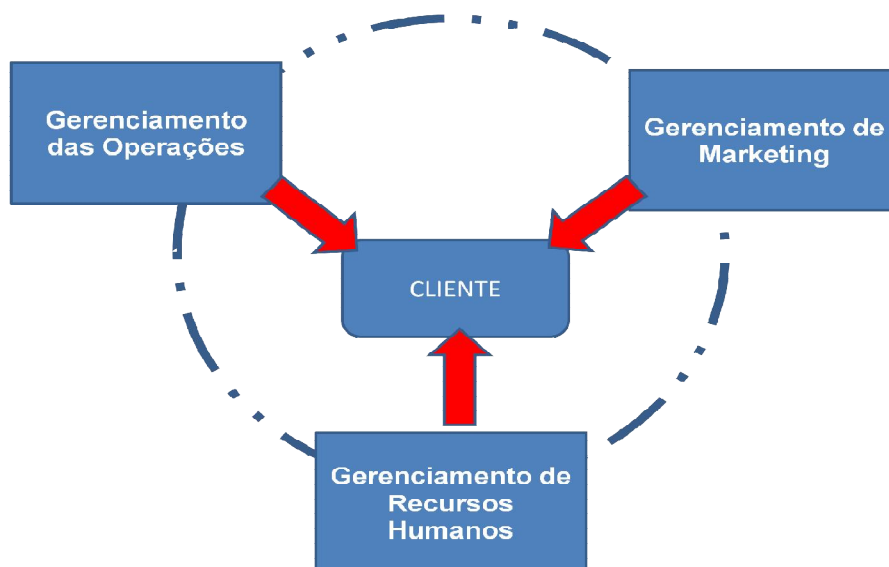 Gerenciamento
das Operações
Gerenciamento de
Marketing
CLIENTE
Gerenciamento de
Recursos
Humanos